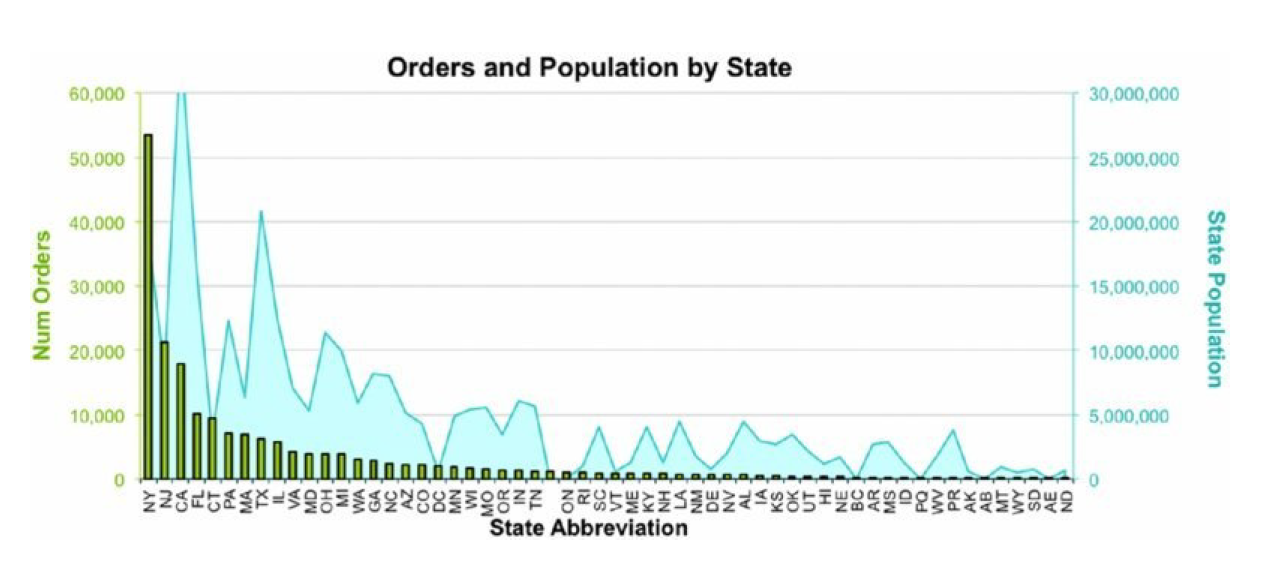 Orders and Population by State
60,000
50,000
40,000
30,000
20,000
10,000
0
Num Orders
30,000,000
25,000,000
20,000,000
15,000,000
10,000,000
5,000,000
0
State Population
NY NJ CA FL CT PA MA TX IL VA MD OH MI WA GA NC AZ CO DC MN WI MO OR IN TN ON RI SC VT ME KY NH LA NM DE NV AL IA KS OK UT HI NE BC AR MS ID PQ WV PR AK AB MT WY SD AE ND
State Abbreviation